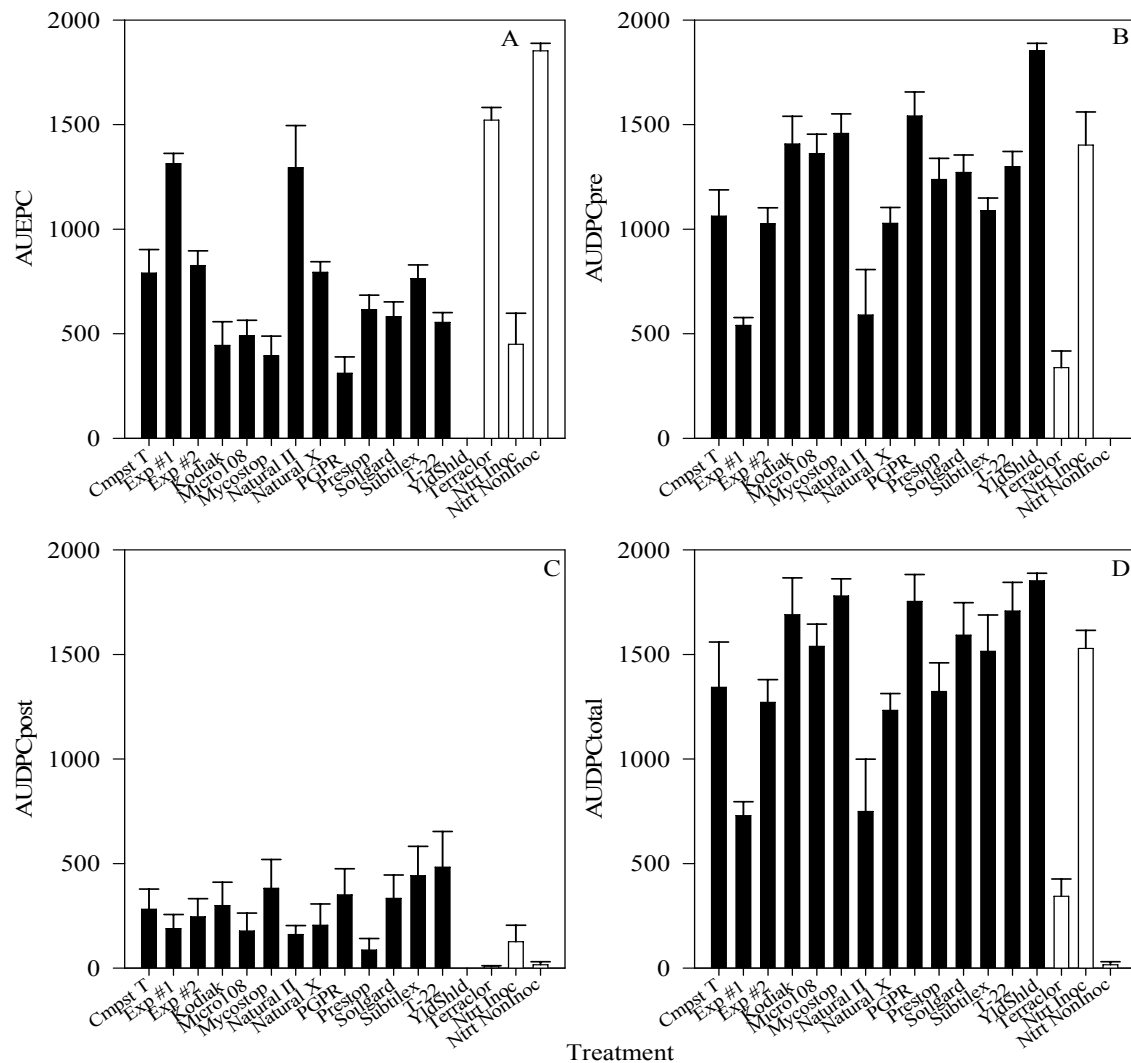 A
2000
1500
1000
500
0
AUEPC
Cmpst T
Exp #1
Exp #2
Kodiak
Micro108
Mycostop
Natural II
Natural X
PGPR
Prestop
Soilgard
Subtilex
T-22
YldShld
Terraclor
Ntrt Inoc
Ntrt NonInoc
B
2000
1500
1000
500
0
AUDPCpre
Cmpst T
Exp #1
Exp #2
Kodiak
Micro108
Mycostop
Natural II
Natural X
PGPR
Prestop
Soilgard
Subtilex
T-22
YldShld
Terraclor
Ntrt Inoc
Ntrt NonInoc
C
2000
1500
1000
500
0
AUDPCpost
Cmpst T
Exp #1
Exp #2
Kodiak
Micro108
Mycostop
Natural II
Natural X
PGPR
Prestop
Soilgard
Subtilex
T-22
YldShld
Terraclor
Ntrt Inoc
Ntrt NonInoc
D
2000
1500
1000
500
0
AUDPCtotal
Cmpst T
Exp #1
Exp #2
Kodiak
Micro108
Mycostop
Natural II
Natural X
PGPR
Prestop
Soilgard
Subtilex
T-22
YldShld
Terraclor
Ntrt Inoc
Ntrt NonInoc
Treatment